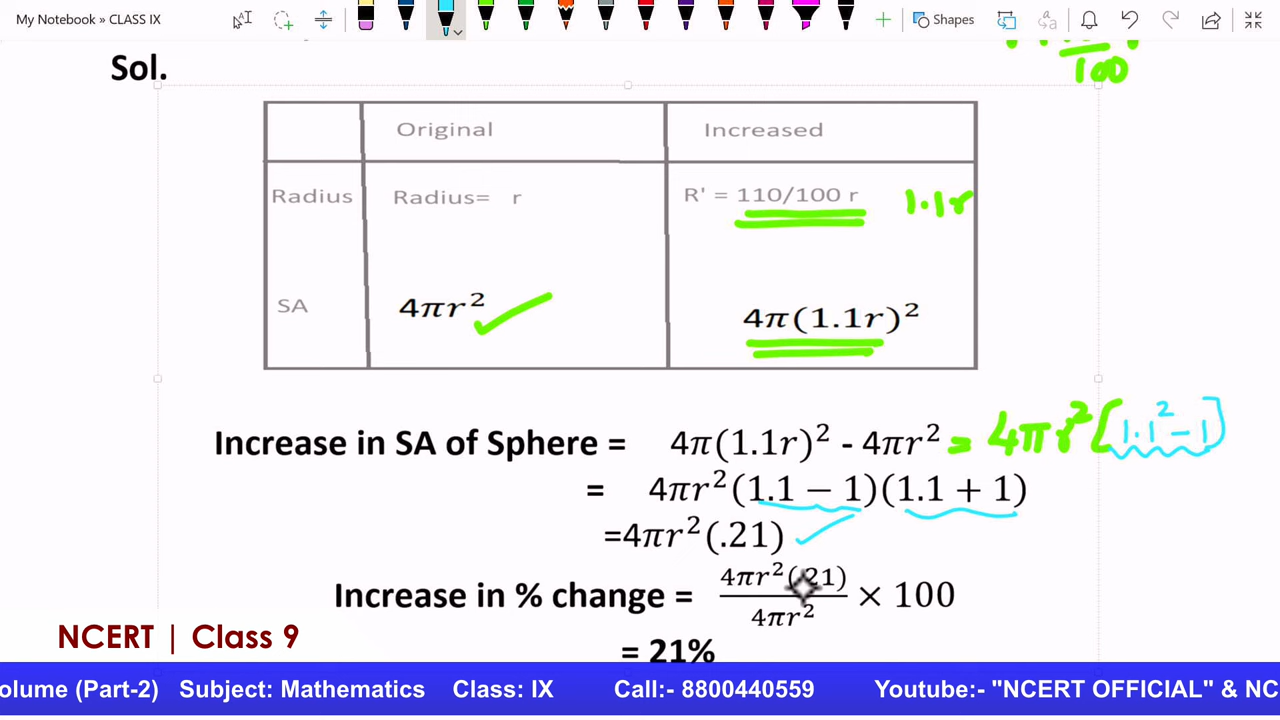 My Notebook » CLASS IX
Shapes
100
Sol.
Original Increased
Radius Radius= r R' = 110/100 r 1.1r
SA 4πr² 4π(1.1r)²
Increase in SA of Sphere = 4π(1.1r)² - 4πr² = 4πr²[1.1² - 1]
= 4πr²(1.1 − 1)(1.1 + 1)
=4πr²(.21)
Increase in % change = 4πr²(.21)/4πr² × 100
= 21%
NCERT | Class 9
olume (Part-2) Subject: Mathematics Class: IX Call:- 8800440559 Youtube:- "NCERT OFFICIAL" & NC